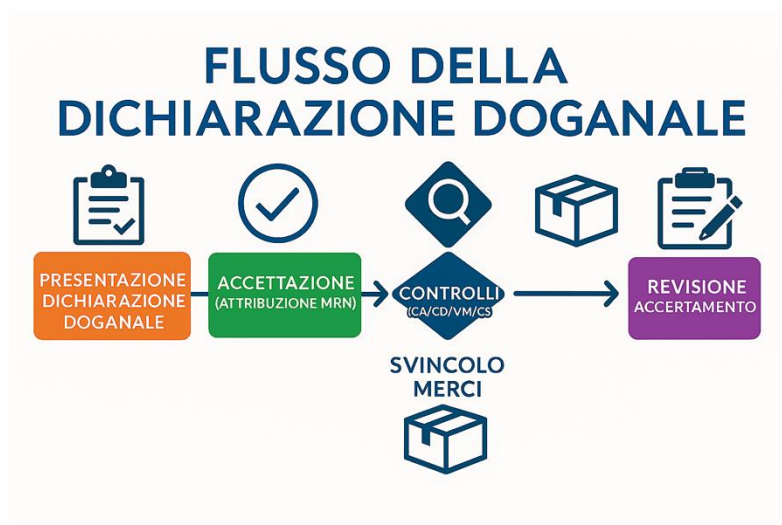 FLUSSO DELLA
DICHIARAZIONE DOGANALE
PRESENTAZIONE
DICHIARAZIONE
DOGANALE
ACCETTAZIONE
(ATTRIBUZIONE MRN)
CONTROLLI
(CA/CD/VM/CS
SVINCOLO
MERCI
REVISIONE
ACCERTAMENTO